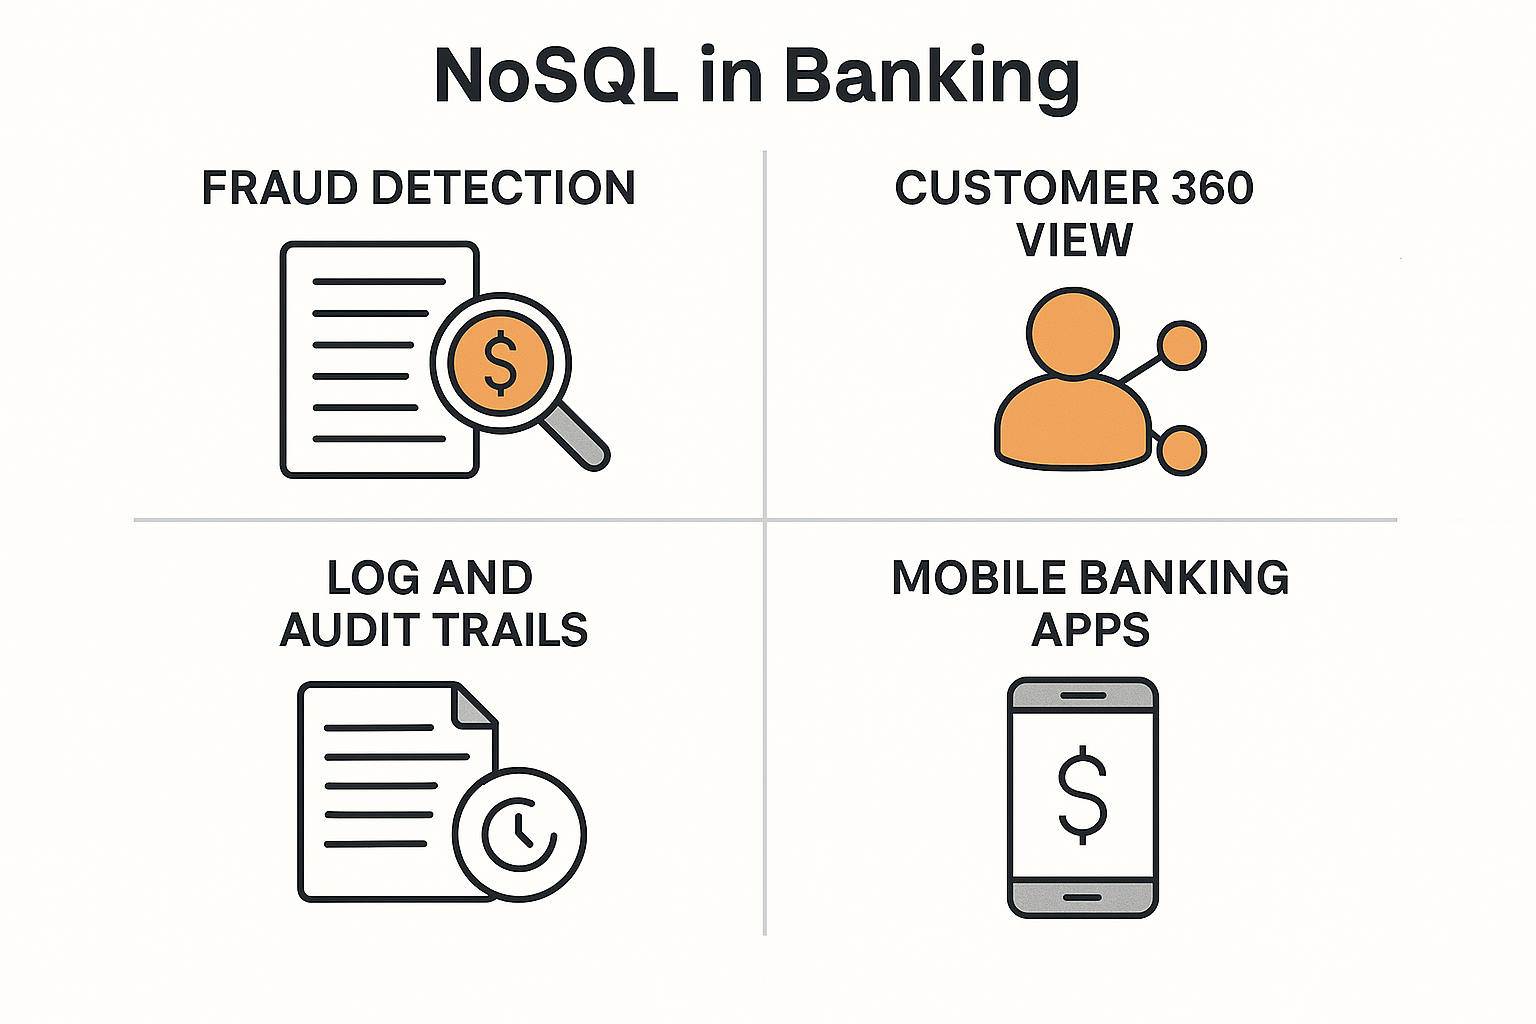 NoSQL in Banking
FRAUD DETECTION
$
CUSTOMER 360
VIEW
LOG AND
AUDIT TRAILS
MOBILE BANKING
APPS
$